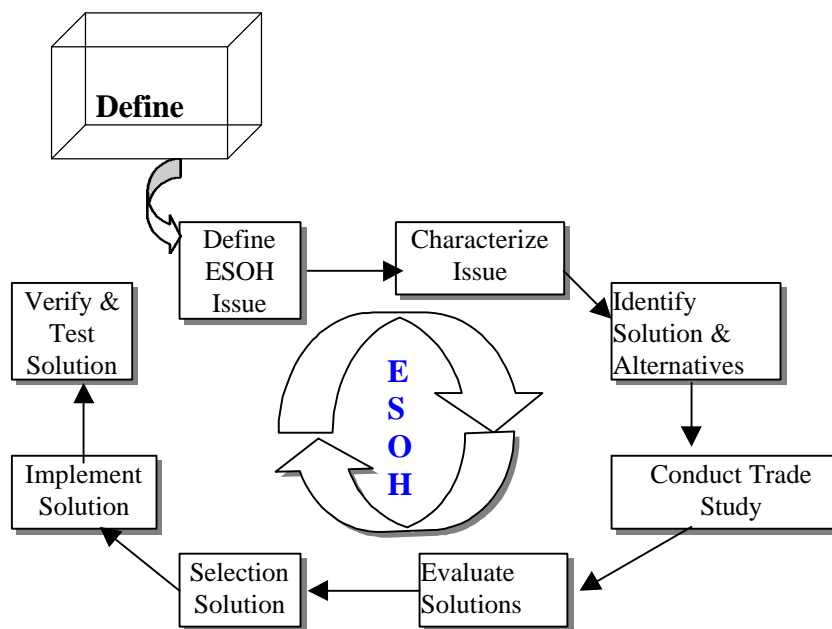 Define
Define
ESOH
Issue
Characterize
Issue
Identify
Solution &
Alternatives
Conduct Trade
Study
Evaluate
Solutions
Selection
Solution
Implement
Solution
Verify &
Test
Solution
E
S
O
H